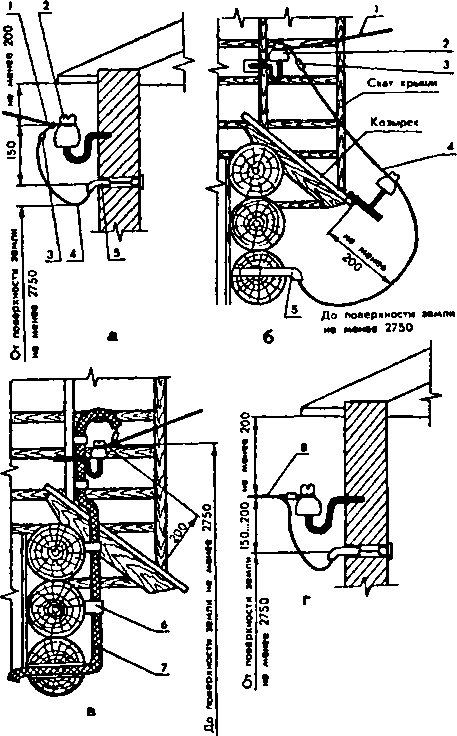 1
2
не менее 200
150
От поверхности земли
не менее 2750
3
4
5
а
1
2
3
Скат крыши
Козырек
4
не менее
200
5
До поверхности земли
не менее 2750
б
200
До поверхности земли не менее 2750
6
7
в
не менее 200
150...200
От поверхности земли
не менее 2750
8
г